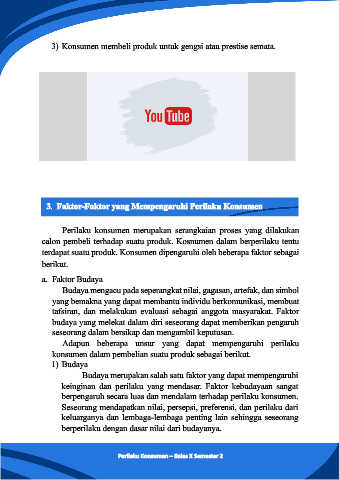 3) Konsumen membeli produk untuk gengsi atau prestise semata.
YouTube
3. Faktor-Faktor yang Mempengaruhi Perilaku Konsumen
Perilaku konsumen merupakan serangkaian proses yang dilakukan
calon pembeli terhadap suatu produk. Konsumen dalam berperilaku tentu
terdapat suatu produk. Konsumen dipengaruhi oleh beberapa faktor sebagai
berikut.
a. Faktor Budaya
Budaya mengacu pada seperangkat nilai, gagasan, artefak, dan simbol
yang bemakna yang dapat membantu individu berkomunikasi, membuat
tafsiran, dan melakukan evaluasi sebagai anggota masyarakat. Faktor
budaya yang melekat dalam diri seseorang dapat memberikan pengaruh
seseorang dalam bersikap dan mengambil keputusan.
Adapun beberapa unsur yang dapat mempengaruhi perilaku
konsumen dalam pembelian suatu produk sebagai berikut.
1) Budaya
Budaya merupakan salah satu faktor yang dapat mempengaruhi
keinginan dan perilaku yang mendasar. Faktor kebudayaan sangat
berpengaruh secara luas dan mendalam terhadap perilaku konsumen.
Seseorang mendapatkan nilai, persepsi, preferensi, dan perilaku dari
keluarganya dan lembaga-lembaga penting lain sehingga seseorang
berperilaku dengan dasar nilai dari budayanya.
Perilaku Konsumen – Kelas X Semester 2